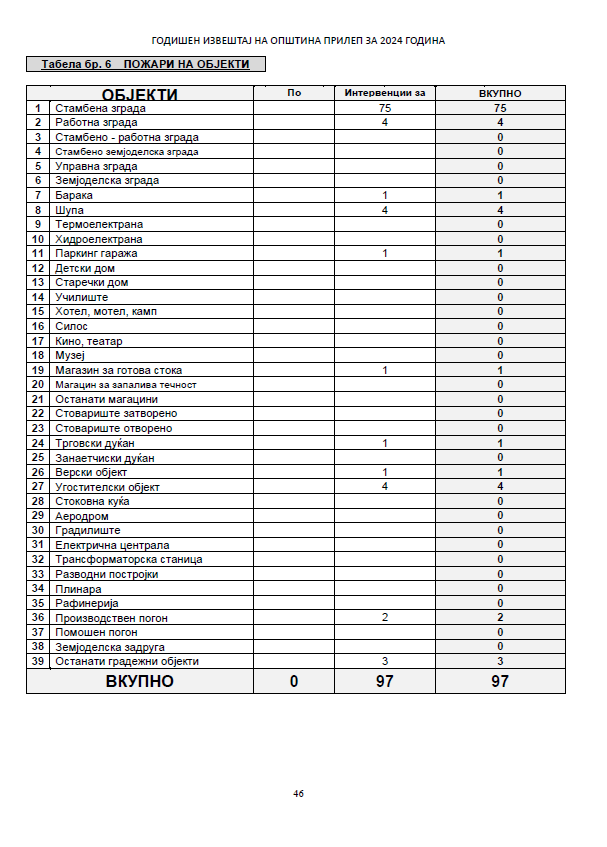 ГОДИШЕН ИЗВЕШТАЈ НА ОПШТИНА ПРИЛЕП ЗА 2024 ГОДИНА
Табела бр. 6 ПОЖАРИ НА ОБЈЕКТИ
ОБЈЕКТИ По Интервенции за ВКУПНО
1 Стамбена зграда 75 75
2 Работна зграда 4 4
3 Стамбено - работна зграда 0
4 Стамбено земјоделска зграда 0
5 Управна зграда 0
6 Земјоделска зграда 0
7 Барака 1 1
8 Шупа 4 4
9 Термоелектрана 0
10 Хидроелектрана 0
11 Паркинг гаража 1 1
12 Детски дом 0
13 Старечки дом 0
14 Училиште 0
15 Хотел, мотел, камп 0
16 Силос 0
17 Кино, театар 0
18 Музеј 0
19 Магазин за готова стока 1 1
20 Магацин за запалива течност 0
21 Останати магацини 0
22 Стовариште затворено 0
23 Стовариште отворено 0
24 Трговски дуќан 1 1
25 Занаетчиски дуќан 0
26 Верски објект 1 1
27 Угостителски објект 4 4
28 Стоковна куќа 0
29 Аеродром 0
30 Градилиште 0
31 Електрична централа 0
32 Трансформаторска станица 0
33 Разводни постројки 0
34 Плинара 0
35 Рафинерија 0
36 Производствен погон 2 2
37 Помошен погон 0
38 Земјоделска задруга 0
39 Останати градежни објекти 3 3
ВКУПНО 0 97 97
46